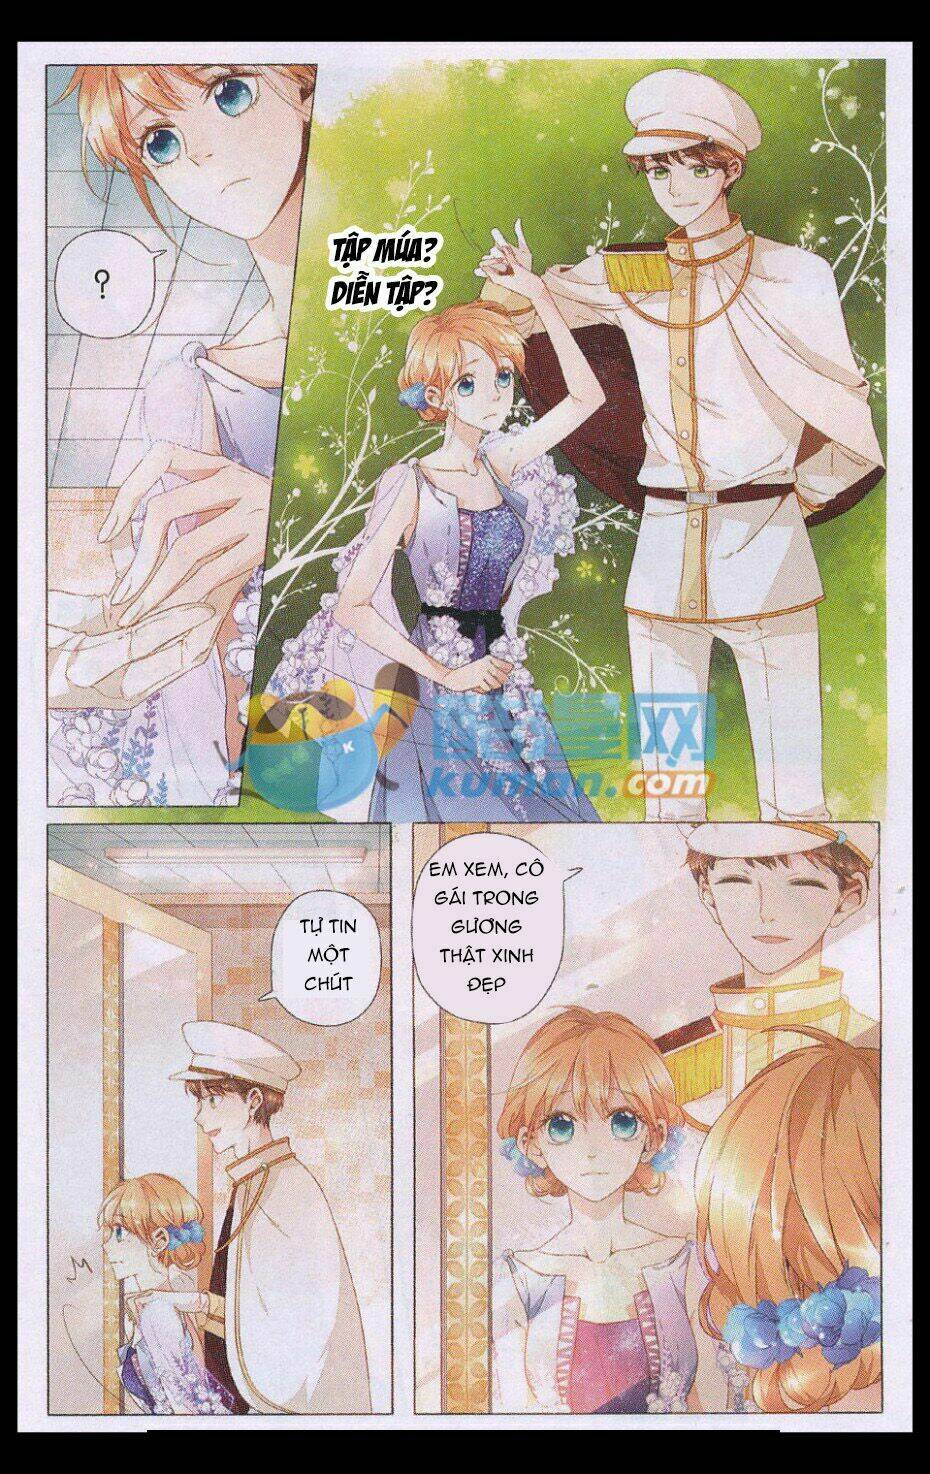 ?
TẬP MÚA?
DIỄN TẬP?
K
kuman.com
TỰ TIN
MỘT
CHÚT
EM XEM, CÔ
GÁI TRONG
GƯƠNG
THẬT XINH
ĐẸP